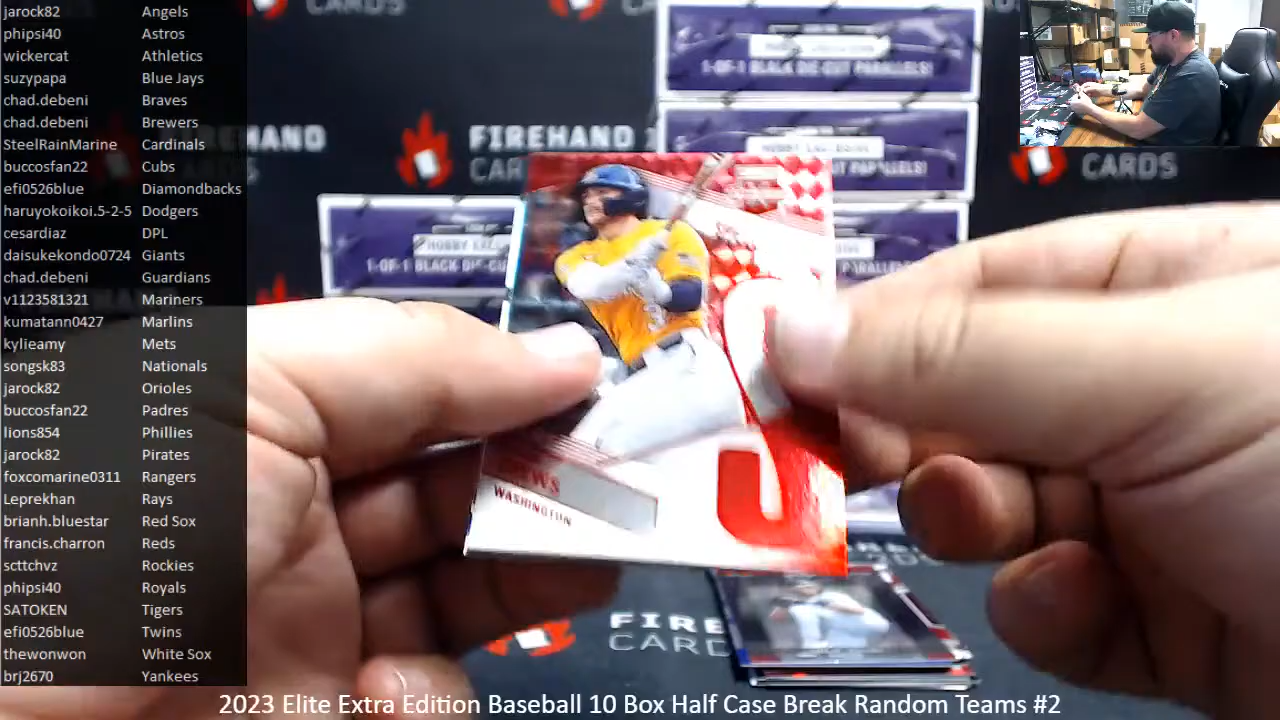 jarock82 Angels
phipsi40 Astros
wickercat Athletics
suzypapa Blue Jays
chad.debeni Braves
chad.debeni Brewers
SteelRainMarine Cardinals
buccosfan22 Cubs
efi0526blue Diamondbacks
haruyokoikoi.5-2-5 Dodgers
cesardiaz DPL
daisukekondo0724 Giants
chad.debeni Guardians
v1123581321 Mariners
kumatann0427 Marlins
kylieamy Mets
songsk83 Nationals
jarock82 Orioles
buccosfan22 Padres
lions854 Phillies
jarock82 Pirates
foxcomarine0311 Rangers
Leprekhan Rays
brianh.bluestar Red Sox
francis.charron Reds
scttchvz Rockies
phipsi40 Royals
SATOKEN Tigers
efi0526blue Twins
thewonwon White Sox
brj2670 Yankees
CARDS
1-OF-1 BLACK DIE-CUT PARALLELS!
FIREHAND
CARDS
WASHINGTON
3
FIRE
CARD
2023 Elite Extra Edition Baseball 10 Box Half Case Break Random Teams #2